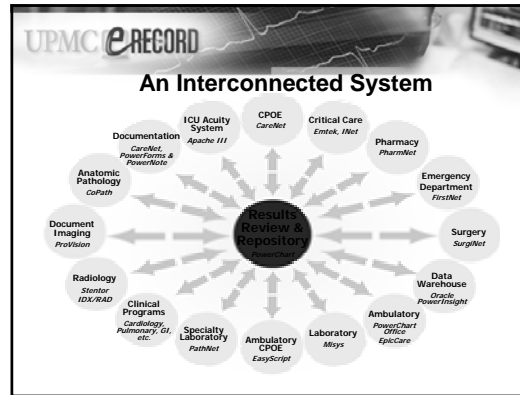 UPMC eRECORD
An Interconnected System
CPOE
CareNet
Critical Care
Emtek, INet
Pharmacy
PharmNet
Emergency
Department
FirstNet
Surgery
SurgiNet
Data
Warehouse
Oracle
PowerInsight
Ambulatory
PowerChart
Office
EpicCare
Laboratory
Misys
Ambulatory
CPOE
EasyScript
Specialty
Laboratory
PathNet
Clinical
Programs
Cardiology,
Pulmonary, GI,
etc.
Radiology
Stentor
IDX/RAD
Document
Imaging
ProVision
Anatomic
Pathology
CoPath
Documentation
CareNet,
PowerForms &
PowerNote
ICU Acuity
System
Apache III
Results
Review &
Repository
PowerChart